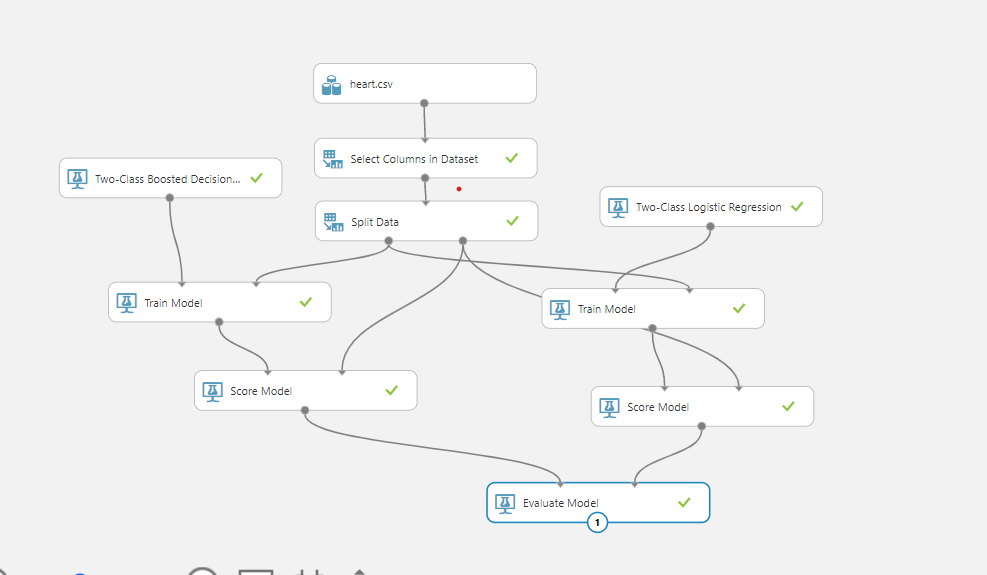 heart.csv
Select Columns in Dataset
Two-Class Boosted Decision...
Two-Class Logistic Regression
Split Data
Train Model
Train Model
Score Model
Score Model
Evaluate Model
1